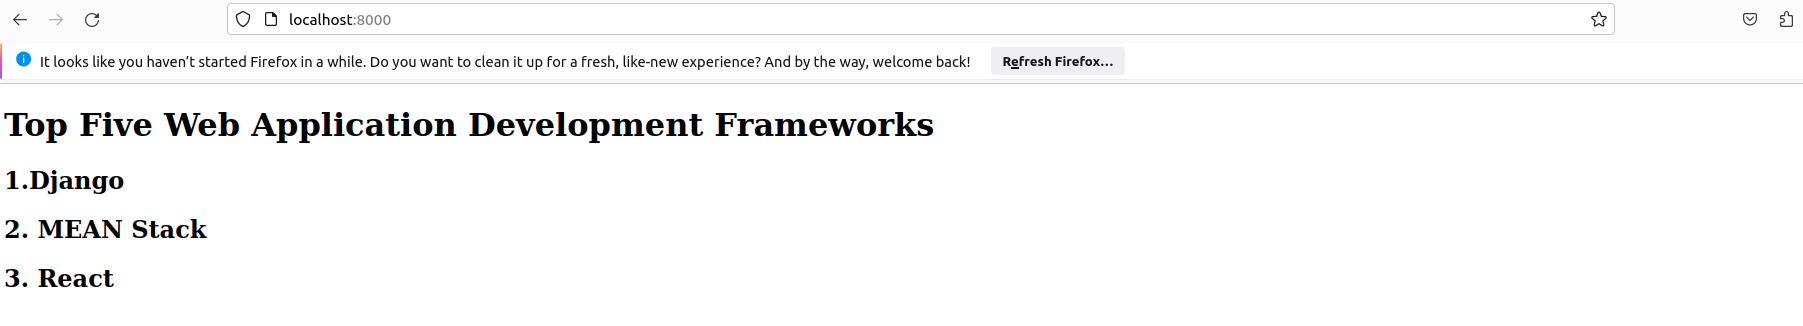 localhost:8000
It looks like you haven’t started Firefox in a while. Do you want to clean it up for a fresh, like-new experience? And by the way, welcome back! Refresh Firefox...
Top Five Web Application Development Frameworks
1.Django
2. MEAN Stack
3. React